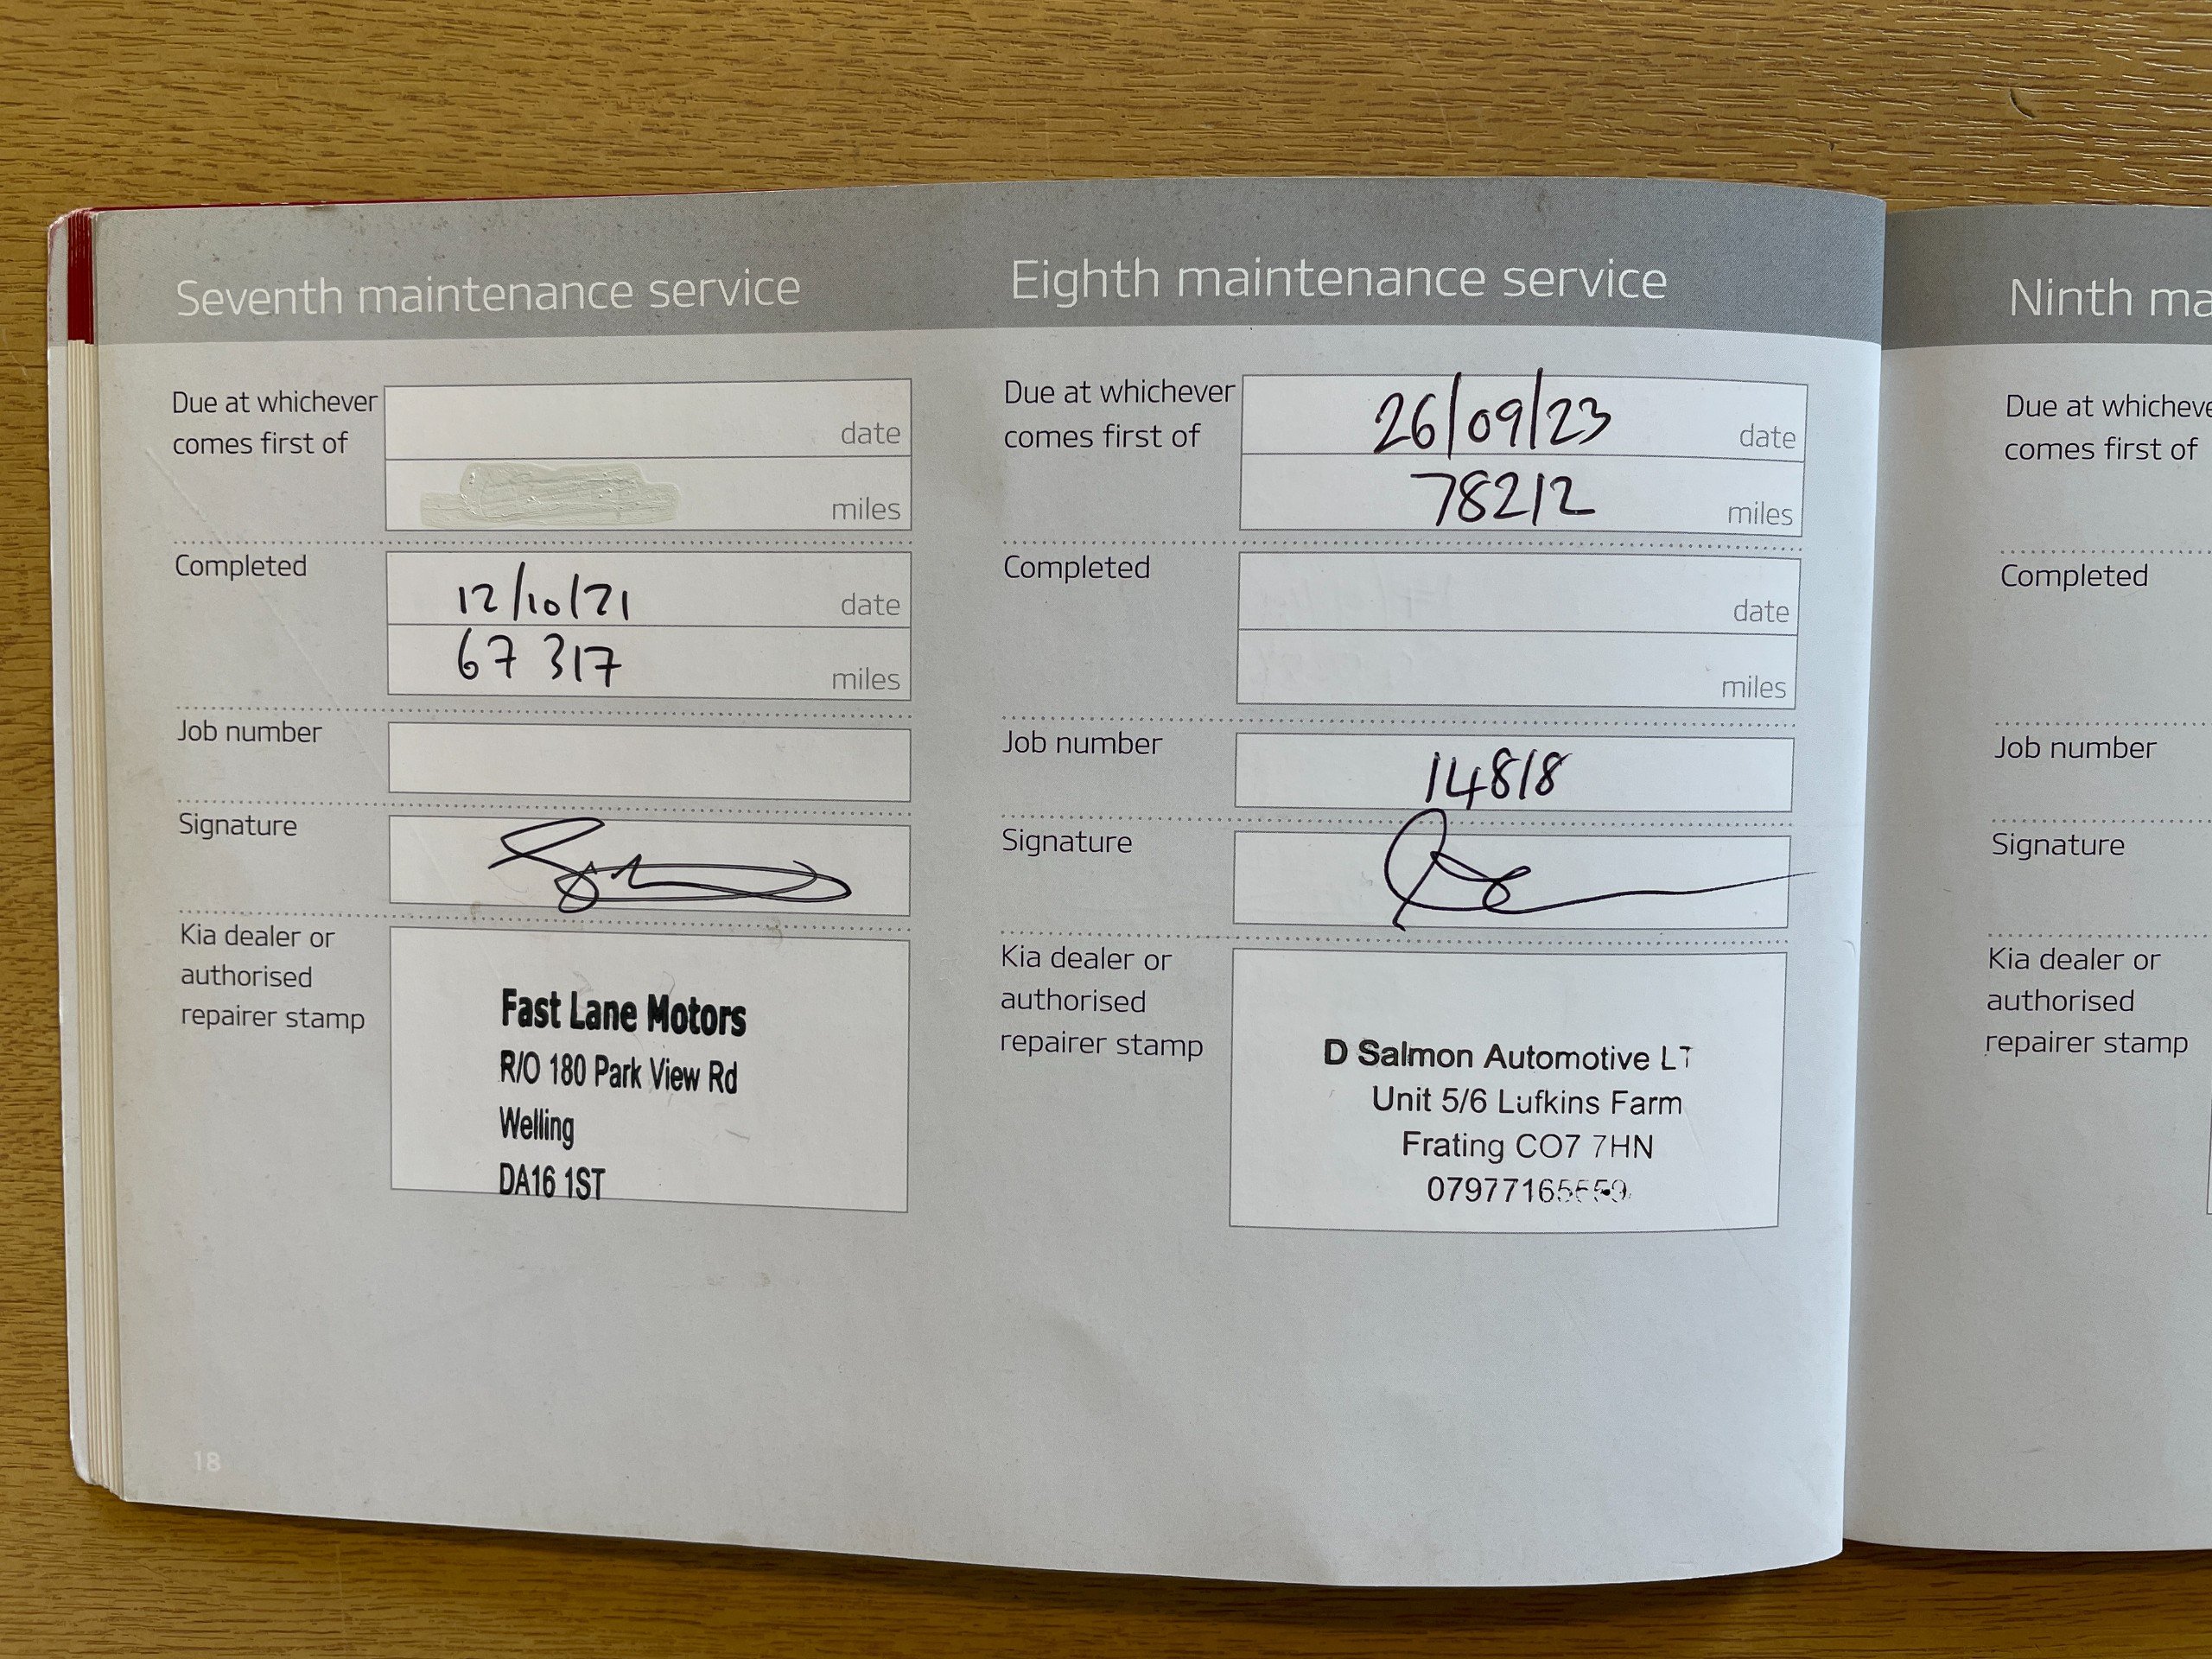 Seventh maintenance service
Due at whichever
comes first of
date
miles
Completed
12/10/21
date
67 317
miles
Job number
Signature
Kia dealer or
authorised
repairer stamp
Fast Lane Motors
R/O 180 Park View Rd
Welling
DA16 1ST
18
Eighth maintenance service
Due at whichever
comes first of
26/09/23
date
78212
miles
Completed
date
miles
Job number
14818
Signature
Kia dealer or
authorised
repairer stamp
D Salmon Automotive LT
Unit 5/6 Lufkins Farm
Frating CO7 7HN
Ninth ma
Due at whicheve
comes first of
Completed
Job number
Signature
Kia dealer or
authorised
repairer stamp